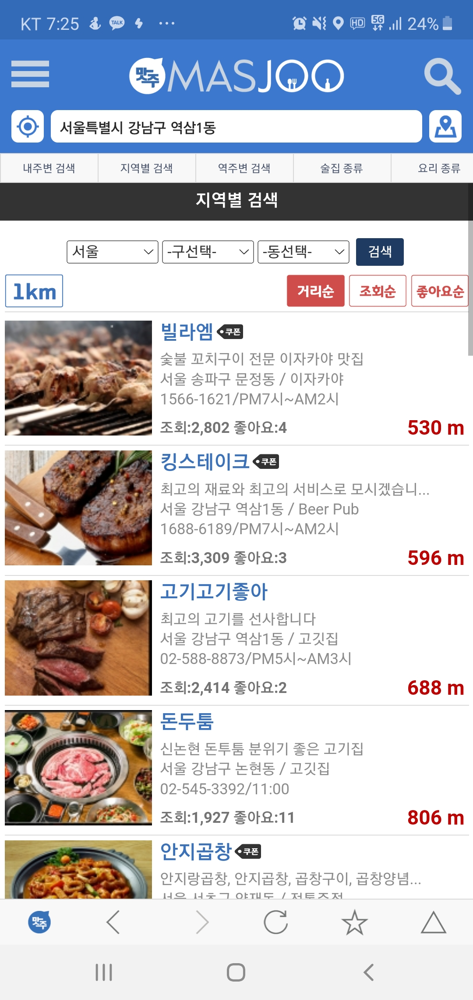 KT 7:25 TALK ... HD 5G 24%
맛주 MASJOO
서울특별시 강남구 역삼1동
내주변 검색 지역별 검색 역주변 검색 술집 종류 요리 종류
지역별 검색
서울 -구선택- -동선택- 검색
1km 거리순 조회순 좋아요순
빌라엠 쿠폰
숯불 꼬치구이 전문 이자카야 맛집
서울 송파구 문정동 / 이자카야
1566-1621/PM7시~AM2시
조회:2,802 좋아요:4 530 m
킹스테이크 쿠폰
최고의 재료와 최고의 서비스로 모시겠습니...
서울 강남구 역삼1동 / Beer Pub
1688-6189/PM7시~AM2시
조회:3,309 좋아요:3 596 m
고기고기좋아
최고의 고기를 선사합니다
서울 강남구 역삼1동 / 고깃집
02-588-8873/PM5시~AM3시
조회:2,414 좋아요:2 688 m
돈두툼
신논현 돈투툼 분위기 좋은 고기집
서울 강남구 논현동 / 고깃집
02-545-3392/11:00
조회:1,927 좋아요:11 806 m
안지곱창 쿠폰
안지랑곱창, 안지곱창, 곱창구이, 곱창양념...
서울 서초구 양재동 / 전통주점
맛주